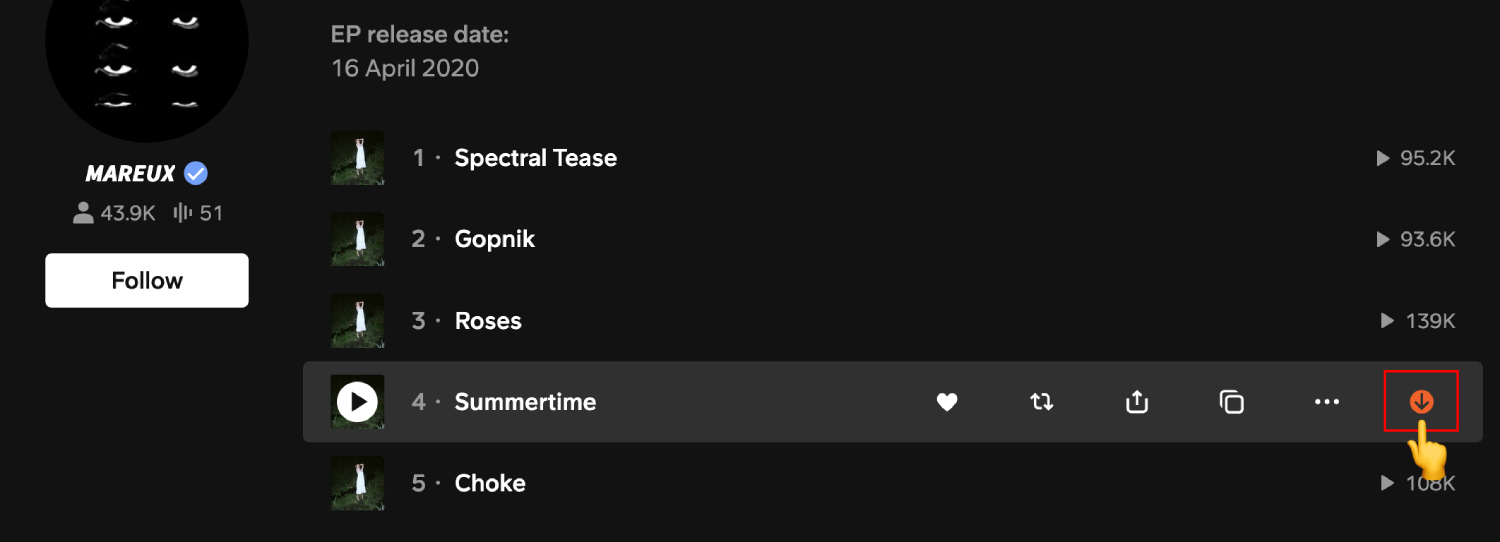 EP release date:
16 April 2020
MAREUX
43.9K 51
Follow
1 · Spectral Tease 95.2K
2 · Gopnik 93.6K
3 · Roses 139K
4 · Summertime
5 · Choke 108K